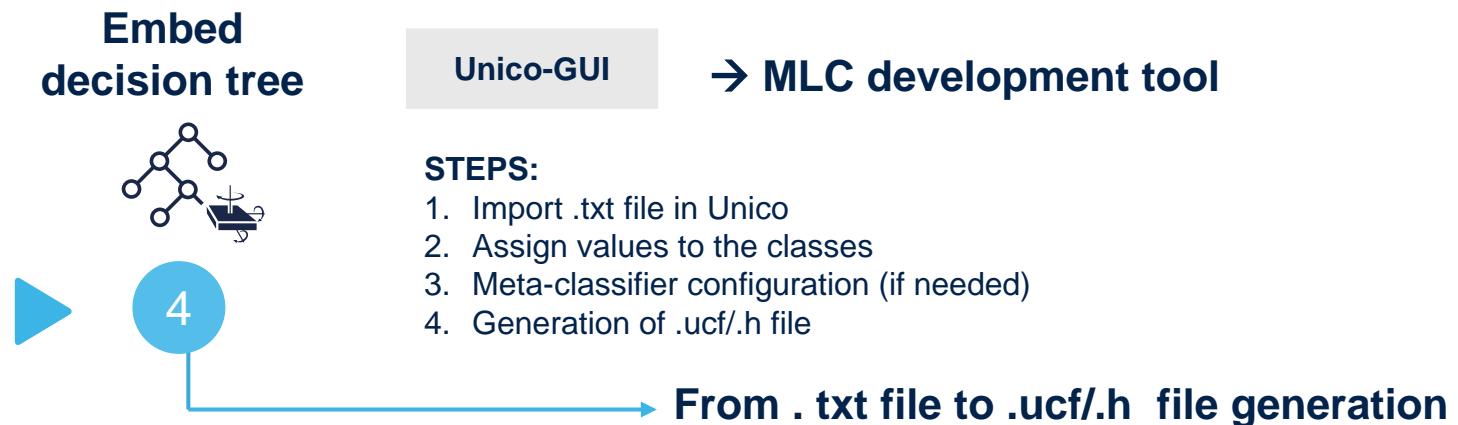 Embed
decision tree
Unico-GUI
→ MLC development tool
STEPS:
1. Import .txt file in Unico
2. Assign values to the classes
3. Meta-classifier configuration (if needed)
4. Generation of .ucf/.h file
4
From . txt file to .ucf/.h file generation